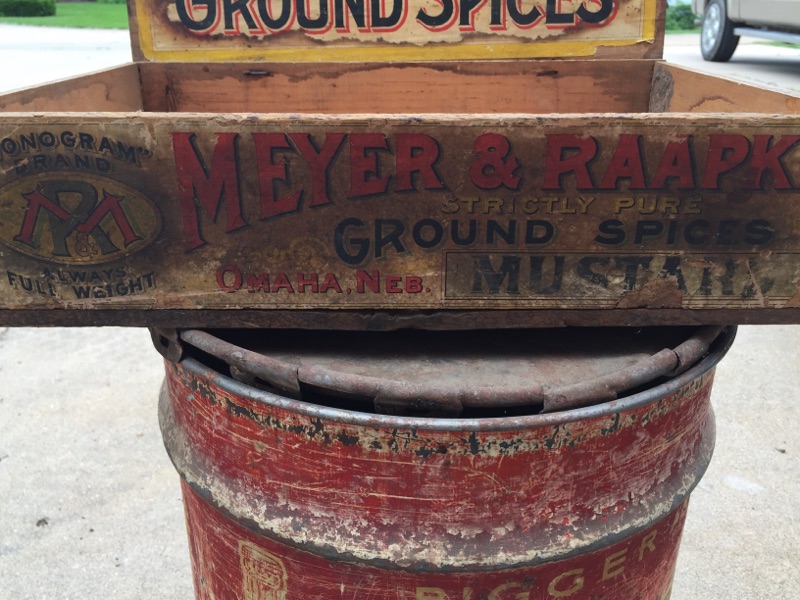 GROUND SPICES
"MONOGRAM"
BRAND
M&R
ALWAYS
FULL WEIGHT
MEYER & RAAPK
STRICTLY PURE
GROUND SPICES
OMAHA, NEB.
MUSTARD
BIGGER